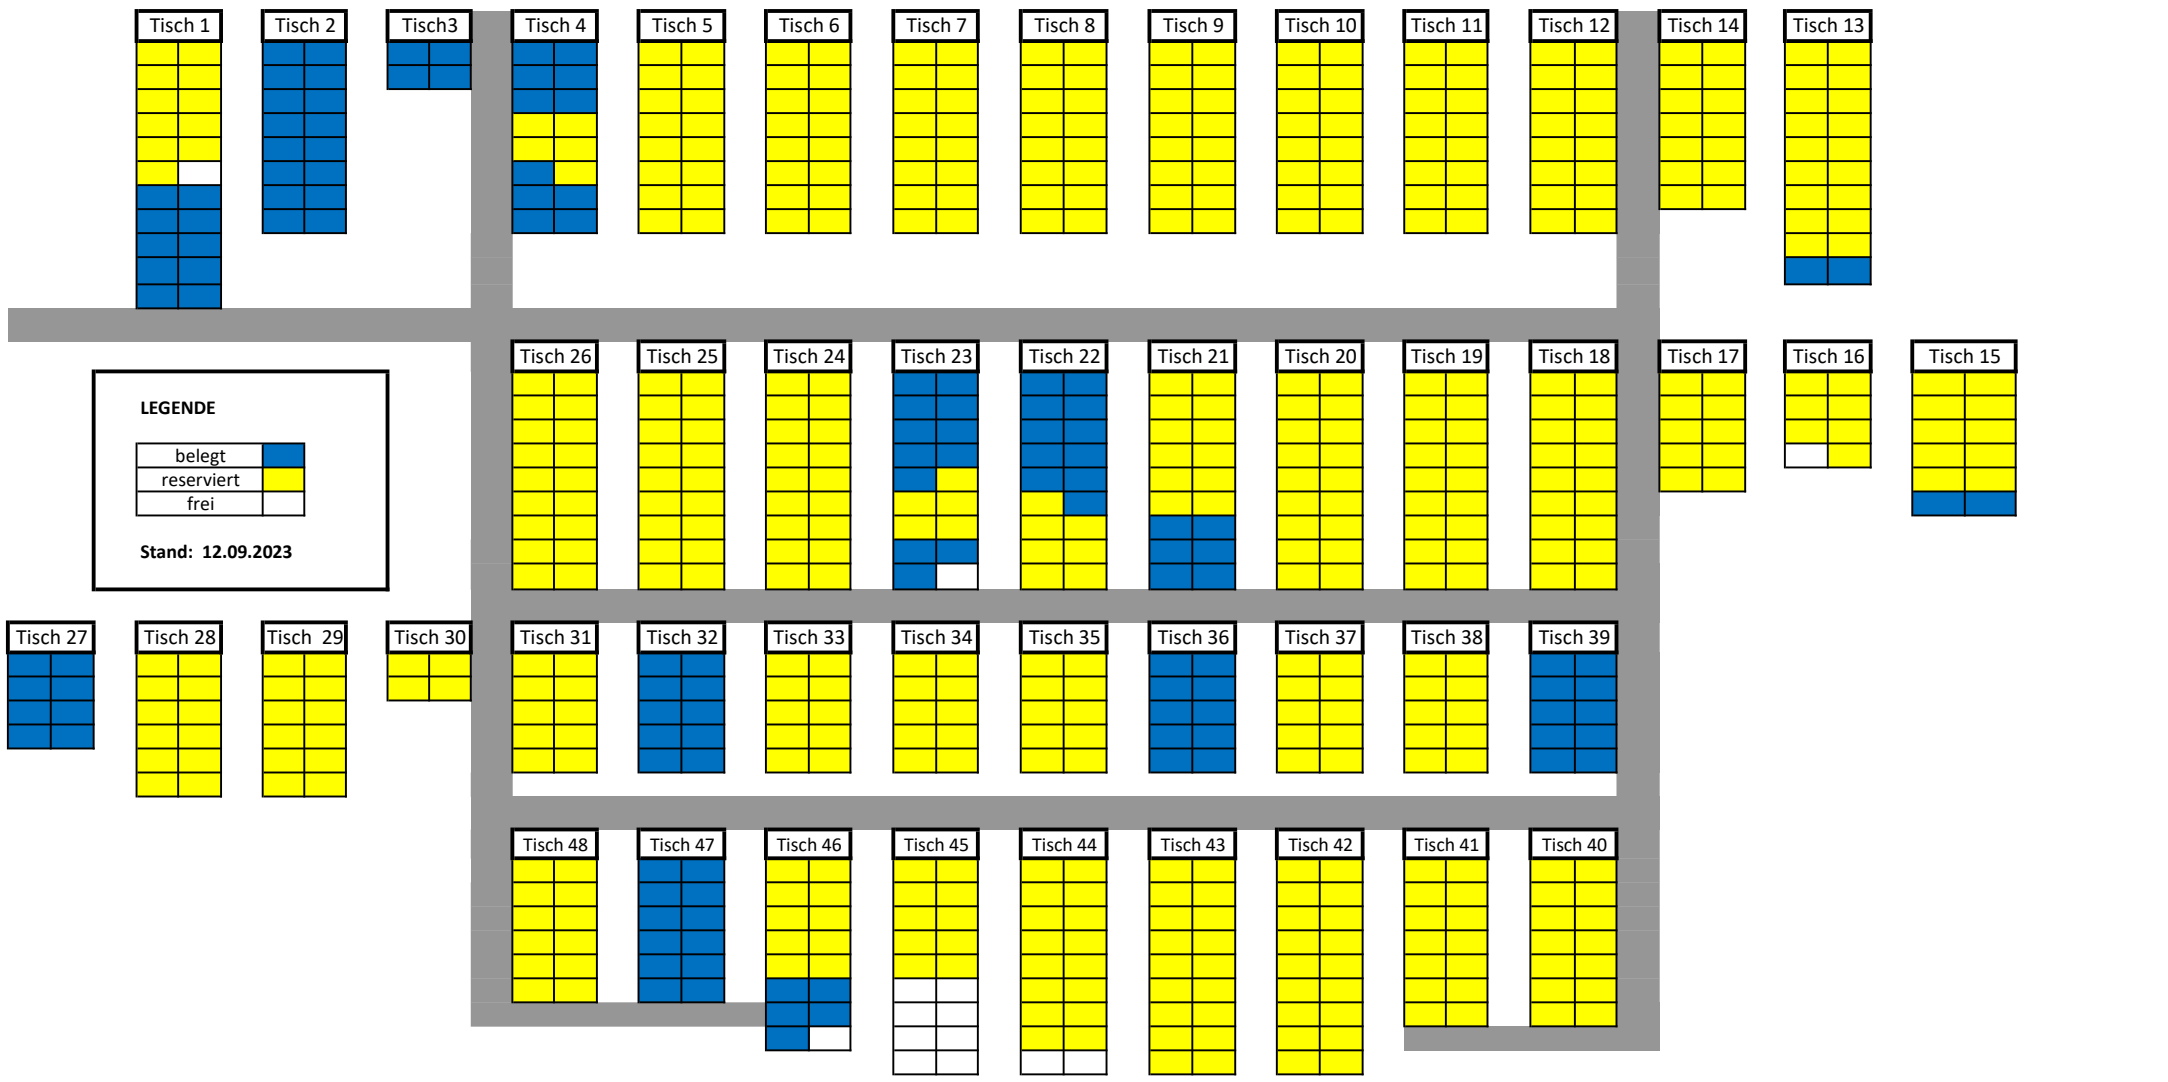 Tisch 1 Tisch 2 Tisch3 Tisch 4 Tisch 5 Tisch 6 Tisch 7 Tisch 8 Tisch 9 Tisch 10 Tisch 11 Tisch 12 Tisch 14 Tisch 13
Tisch 26 Tisch 25 Tisch 24 Tisch 23 Tisch 22 Tisch 21 Tisch 20 Tisch 19 Tisch 18 Tisch 17 Tisch 16 Tisch 15
LEGENDE
belegt
reserviert
frei
Stand: 12.09.2023
Tisch 27 Tisch 28 Tisch 29 Tisch 30 Tisch 31 Tisch 32 Tisch 33 Tisch 34 Tisch 35 Tisch 36 Tisch 37 Tisch 38 Tisch 39
Tisch 48 Tisch 47 Tisch 46 Tisch 45 Tisch 44 Tisch 43 Tisch 42 Tisch 41 Tisch 40